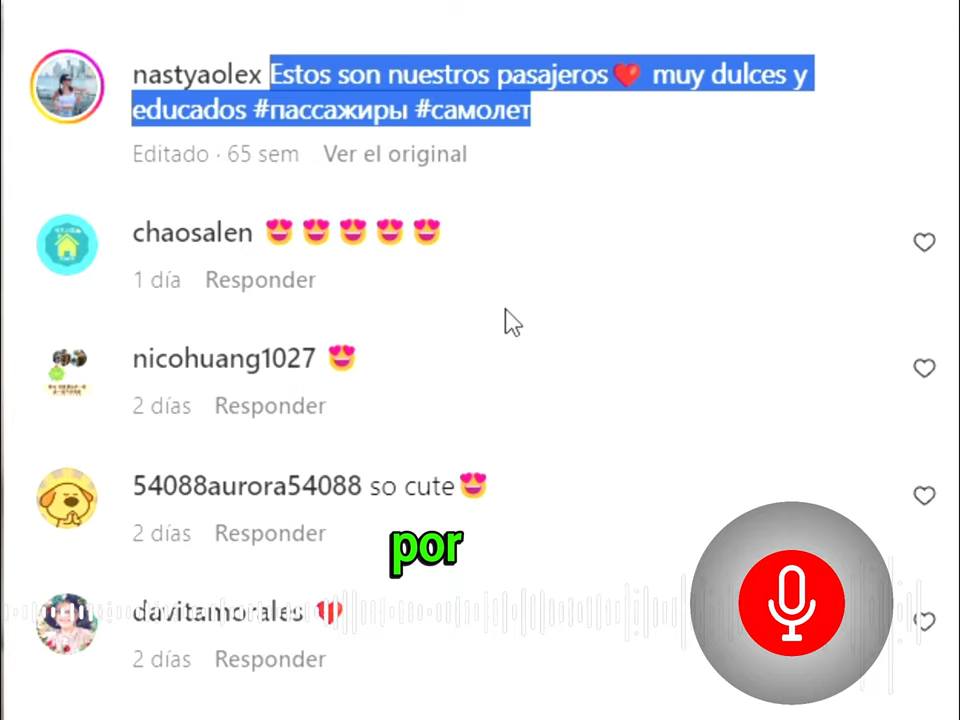 nastyaolex Estos son nuestros pasajeros❤️ muy dulces y
educados #пассажиры #самолет
Editado · 65 sem Ver el original
chaosalen 😍 😍 😍 😍 😍
1 día Responder
nicohuang1027 😍
2 días Responder
54088aurora54088 so cute😍
2 días Responder
por
davitamorales ❤️
2 días Responder